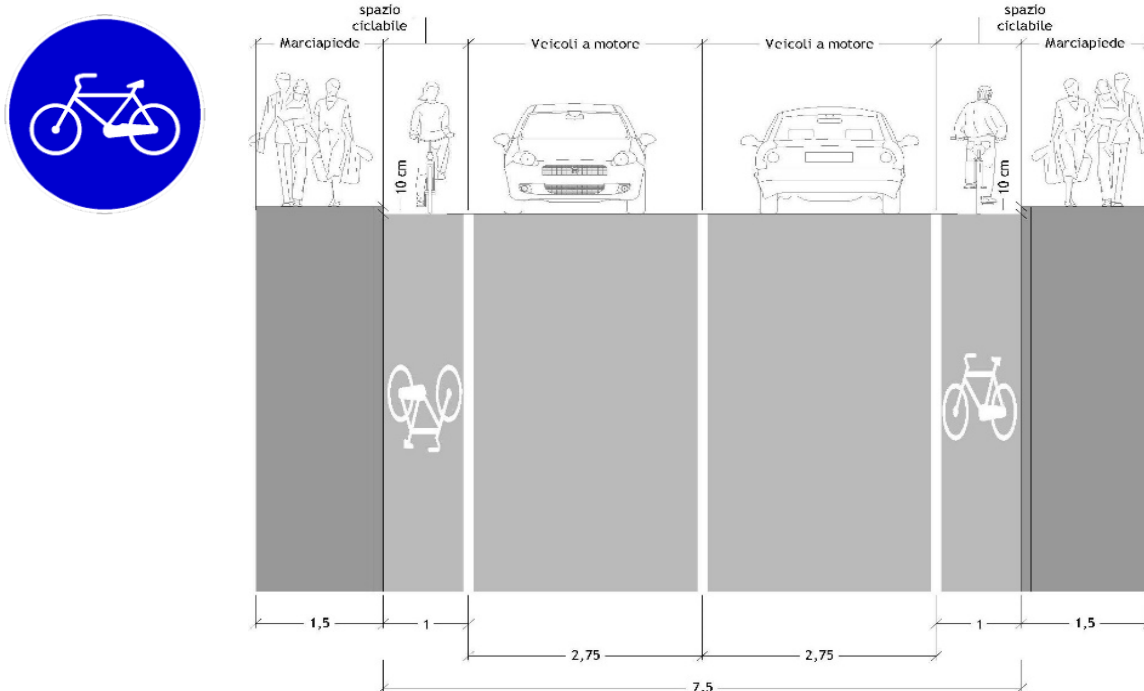 spazio
ciclabile
spazio
ciclabile
Marciapiede
Veicoli a motore
Veicoli a motore
Marciapiede
10 cm
10 cm
1,5
1
1
1,5
2,75
2,75
7,5